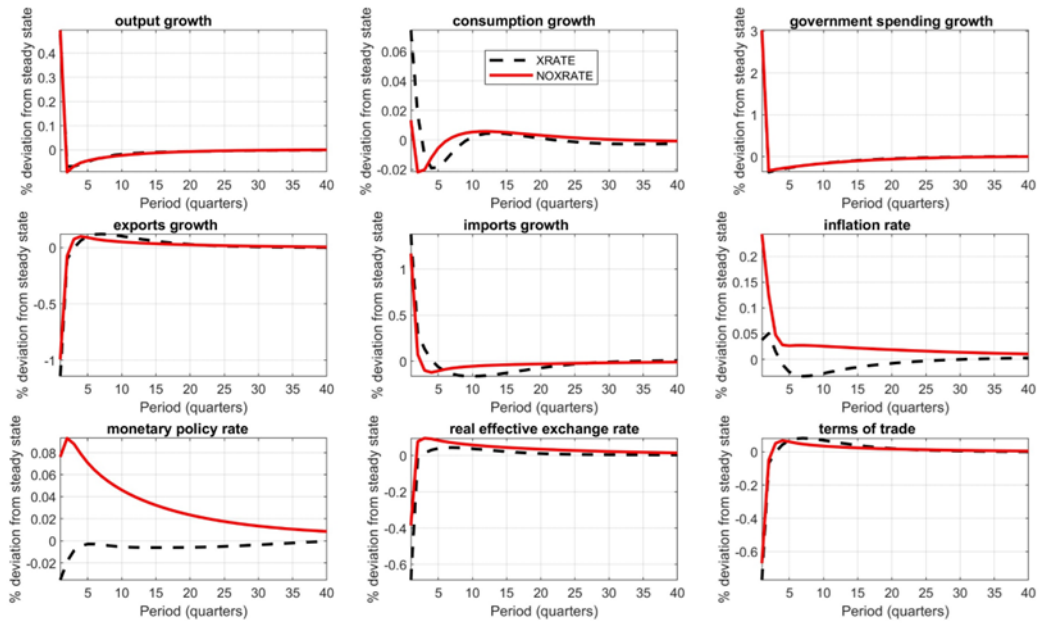 output growth
% deviation from steady state
0.4
0.3
0.2
0.1
0
5 10 15 20 25 30 35 40
Period (quarters)
consumption growth
% deviation from steady state
0.06
0.04
0.02
0
-0.02
XRATE
NOXRATE
5 10 15 20 25 30 35 40
Period (quarters)
government spending growth
% deviation from steady state
3
2
1
0
5 10 15 20 25 30 35 40
Period (quarters)
exports growth
% deviation from steady state
0
-0.5
-1
5 10 15 20 25 30 35 40
Period (quarters)
imports growth
% deviation from steady state
1
0.5
0
5 10 15 20 25 30 35 40
Period (quarters)
inflation rate
% deviation from steady state
0.2
0.15
0.1
0.05
0
5 10 15 20 25 30 35 40
Period (quarters)
monetary policy rate
% deviation from steady state
0.08
0.06
0.04
0.02
0
-0.02
5 10 15 20 25 30 35 40
Period (quarters)
real effective exchange rate
% deviation from steady state
0
-0.2
-0.4
-0.6
5 10 15 20 25 30 35 40
Period (quarters)
terms of trade
% deviation from steady state
0
-0.2
-0.4
-0.6
5 10 15 20 25 30 35 40
Period (quarters)